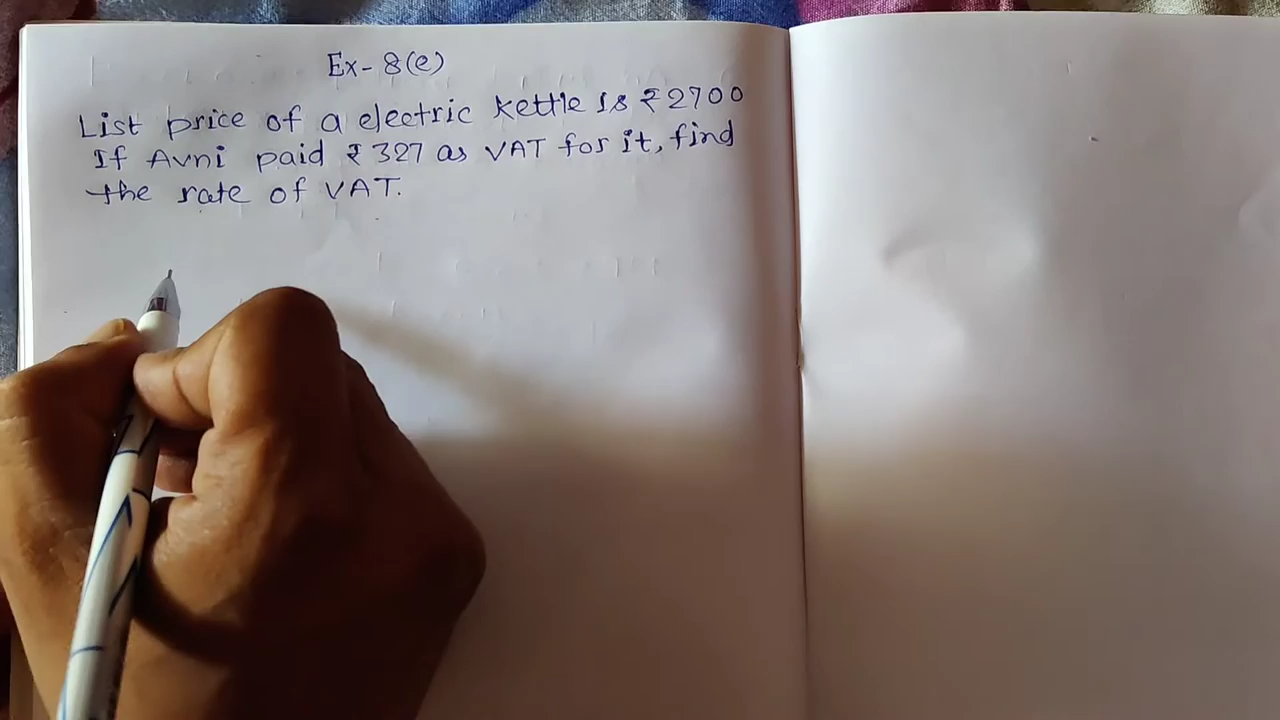 Ex- 8(e)
List price of a electric kettle is ₹2700
If Avni paid ₹327 as VAT for it, find
the rate of VAT.